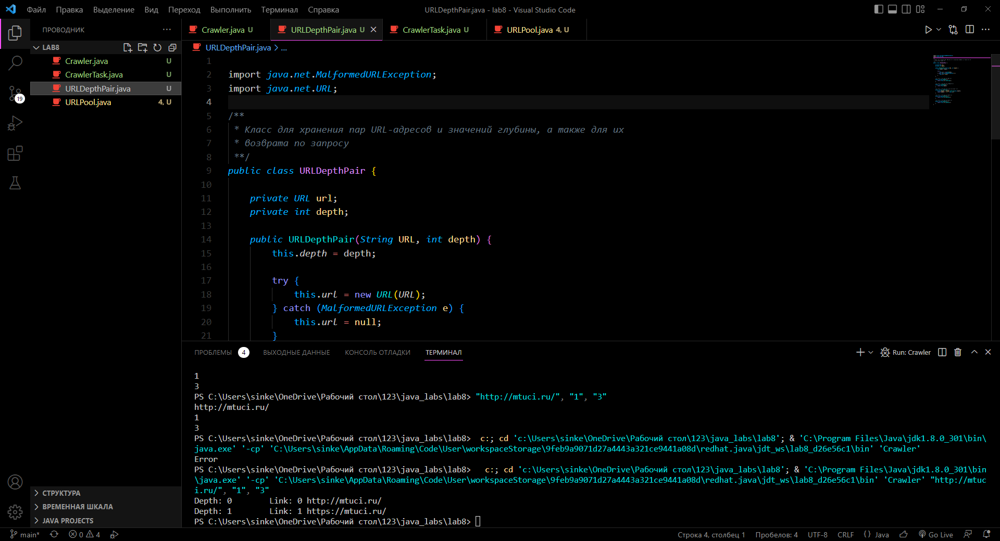 Файл Правка Выделение Вид Переход Выполнить Терминал Справка
URLDepthPair.java - lab8 - Visual Studio Code
ПРОВОДНИК
Crawler.java U
URLDepthPair.java U
CrawlerTask.java U
URLPool.java 4, U
LAB8
Crawler.java U
CrawlerTask.java U
URLDepthPair.java U
URLPool.java 4, U
19
URLDepthPair.java > ...
1
2 import java.net.MalformedURLException;
3 import java.net.URL;
4
5 /**
6 * Класс для хранения пар URL-адресов и значений глубины, а также для их
7 * возврата по запросу
8 **/
9 public class URLDepthPair {
10
11 private URL url;
12 private int depth;
13
14 public URLDepthPair(String URL, int depth) {
15 this.depth = depth;
16
17 try {
18 this.url = new URL(URL);
19 } catch (MalformedURLException e) {
20 this.url = null;
21 }
ПРОБЛЕМЫ 4 ВЫХОДНЫЕ ДАННЫЕ КОНСОЛЬ ОТЛАДКИ ТЕРМИНАЛ
Run: Crawler
1
3
PS C:\Users\sinke\OneDrive\Рабочий стол\123\java_labs\lab8> "http://mtuci.ru/", "1", "3"
http://mtuci.ru/
1
3
PS C:\Users\sinke\OneDrive\Рабочий стол\123\java_labs\lab8>  c:; cd 'c:\Users\sinke\OneDrive\Рабочий стол\123\java_labs\lab8'; & 'C:\Program Files\Java\jdk1.8.0_301\bin\
java.exe' '-cp' 'C:\Users\sinke\AppData\Roaming\Code\User\workspaceStorage\9feb9a9071d27a4443a321ce9441a08d\redhat.java\jdt_ws\lab8_d26e56c1\bin' 'Crawler'
Error
PS C:\Users\sinke\OneDrive\Рабочий стол\123\java_labs\lab8>   c:; cd 'c:\Users\sinke\OneDrive\Рабочий стол\123\java_labs\lab8'; & 'C:\Program Files\Java\jdk1.8.0_301\bin
\java.exe' '-cp' 'C:\Users\sinke\AppData\Roaming\Code\User\workspaceStorage\9feb9a9071d27a4443a321ce9441a08d\redhat.java\jdt_ws\lab8_d26e56c1\bin' 'Crawler' "http://mtuc
i.ru/", "1", "3"
Depth: 0 Link: 0 http://mtuci.ru/
Depth: 1 Link: 1 https://mtuci.ru/
PS C:\Users\sinke\OneDrive\Рабочий стол\123\java_labs\lab8>
СТРУКТУРА
ВРЕМЕННАЯ ШКАЛА
JAVA PROJECTS
main* 0 4
Строка 4, столбец 1 Пробелов: 4 UTF-8 CRLF {} Java Go Live